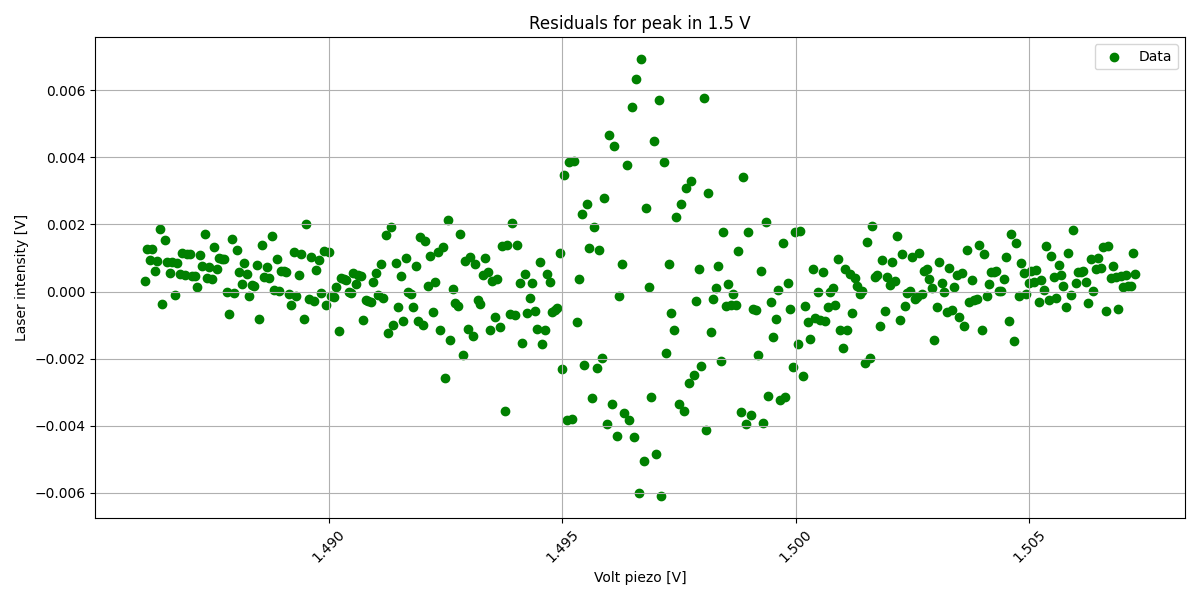 Residuals for peak in 1.5 V
Data
0.006
0.004
0.002
0.000
−0.002
−0.004
−0.006
Laser intensity [V]
1.490
1.495
1.500
1.505
Volt piezo [V]